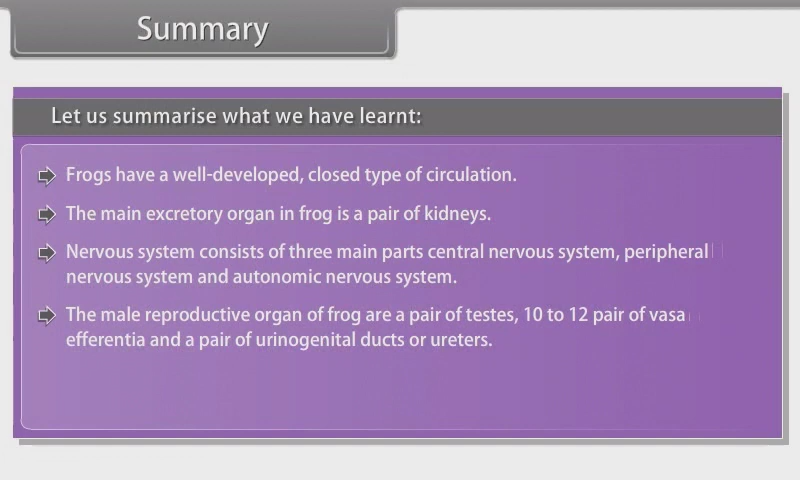 Summary
Let us summarise what we have learnt:
Frogs have a well-developed, closed type of circulation.
The main excretory organ in frog is a pair of kidneys.
Nervous system consists of three main parts central nervous system, peripheral
nervous system and autonomic nervous system.
The male reproductive organ of frog are a pair of testes, 10 to 12 pair of vasa
efferentia and a pair of urinogenital ducts or ureters.